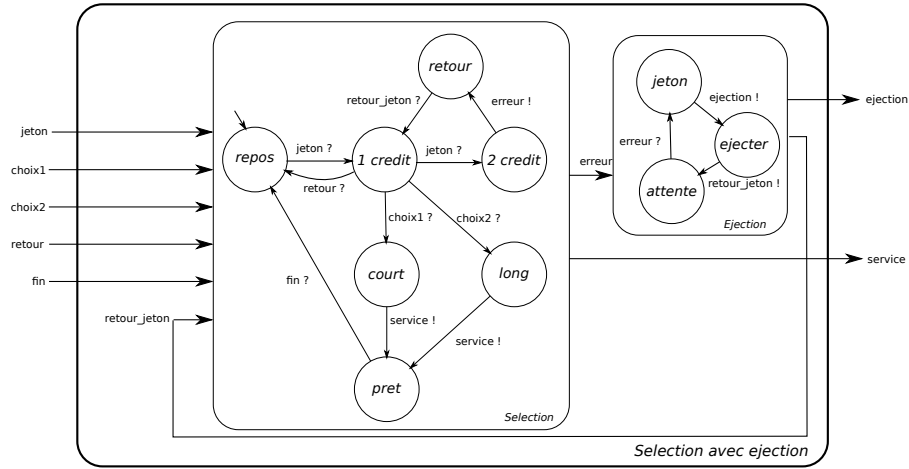 retour
retour_jeton ?
erreur !
jeton
ejection !
ejection
jeton
jeton ?
jeton ?
repos
1 credit
2 credit
erreur ?
ejecter
erreur
choix1
retour ?
attente
retour_jeton !
choix2
choix1 ?
choix2 ?
Ejection
retour
service
court
long
fin
fin ?
retour_jeton
service !
service !
pret
Selection
Selection avec ejection